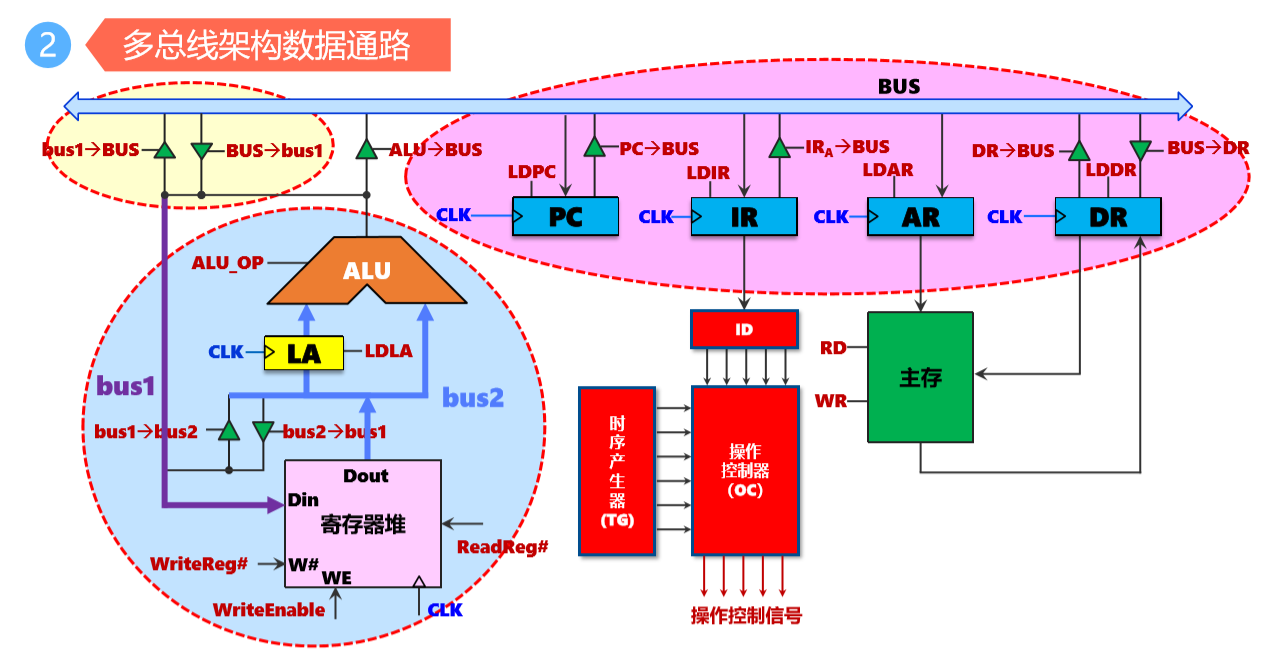 2
多总线架构数据通路
BUS
bus1→BUS
BUS→bus1
ALU→BUS
PC→BUS
IRA→BUS
DR→BUS
BUS→DR
LDPC
LDIR
LDAR
LDDR
CLK
PC
CLK
IR
CLK
AR
CLK
DR
ALU_OP
ALU
CLK
LA
LDLA
bus1
bus2
bus1→bus2
bus2→bus1
Dout
Din
寄存器堆
ReadReg#
WriteReg#
W#
WE
WriteEnable
CLK
ID
RD
主存
WR
时序产生器
(TG)
操作
控制器
(OC)
操作控制信号